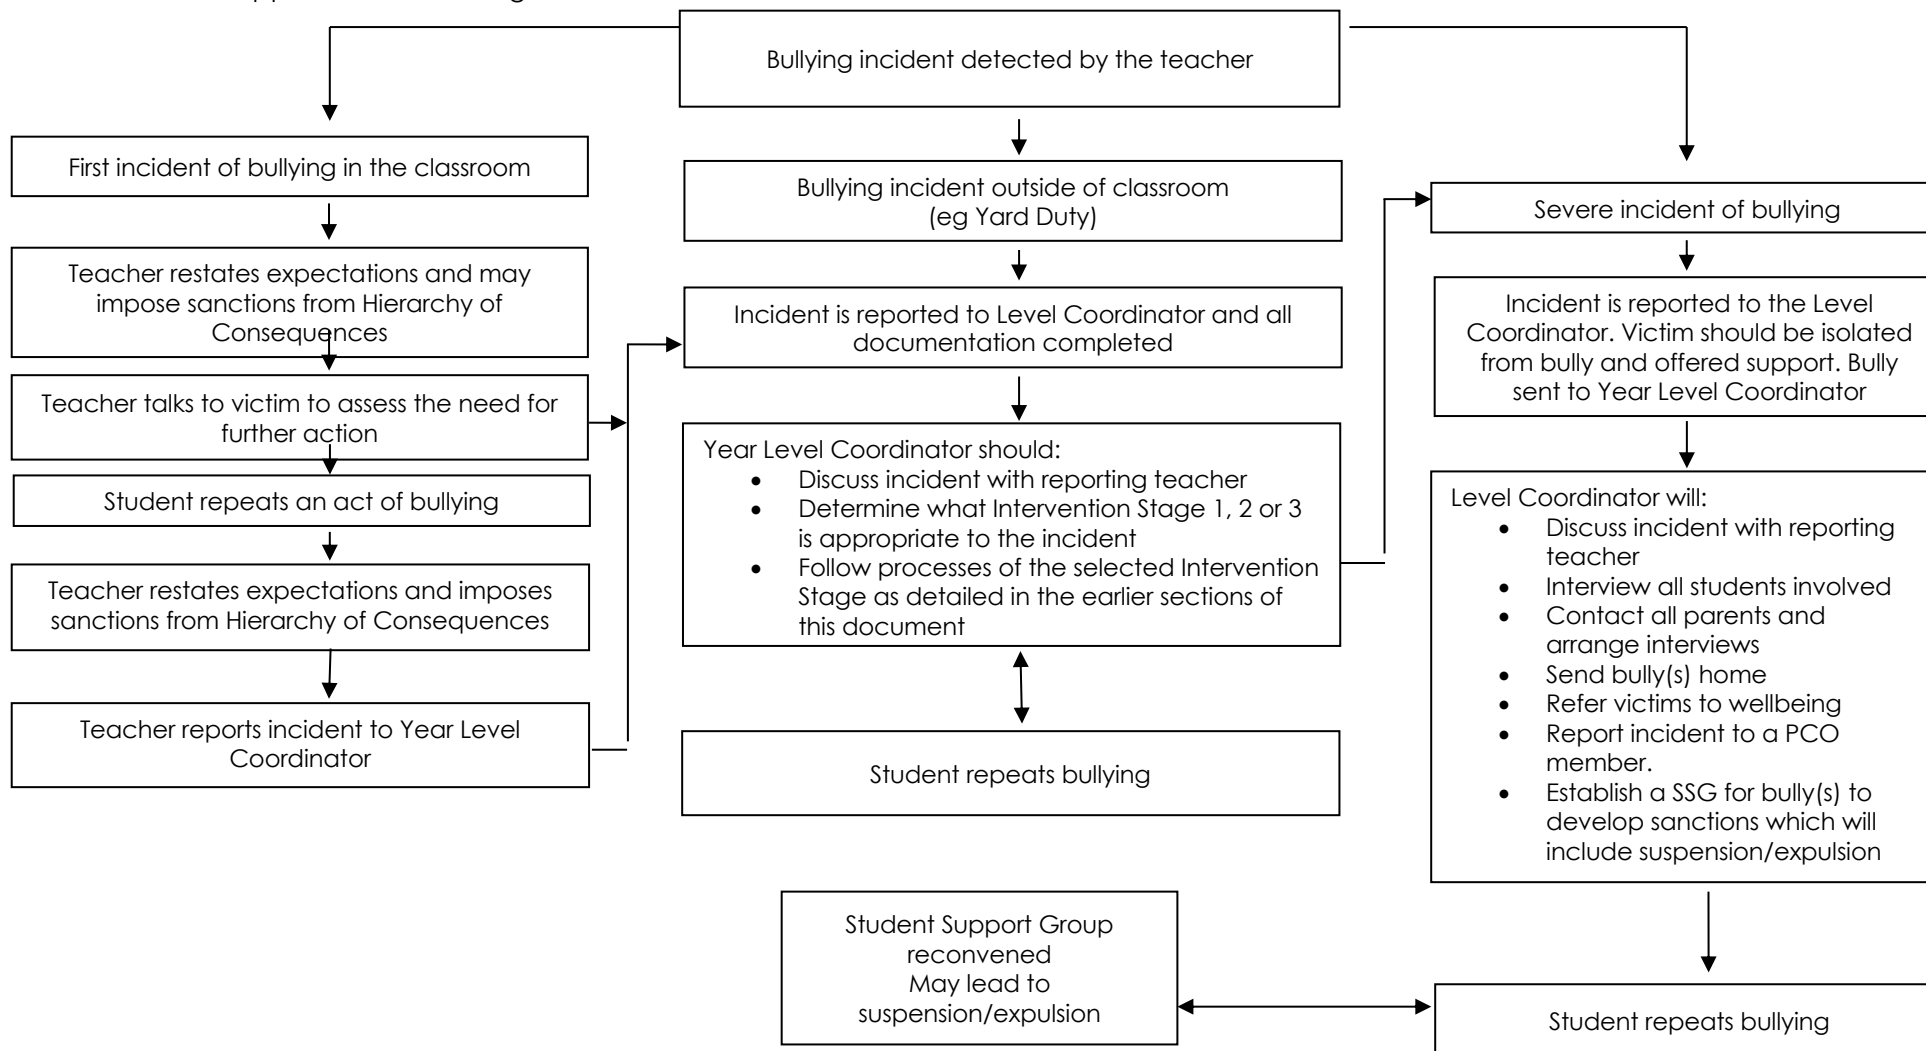 Bullying incident detected by the teacher
First incident of bullying in the classroom
Teacher restates expectations and may
impose sanctions from Hierarchy of
Consequences
Teacher talks to victim to assess the need for
further action
Student repeats an act of bullying
Teacher restates expectations and imposes
sanctions from Hierarchy of Consequences
Teacher reports incident to Year Level
Coordinator
Bullying incident outside of classroom
(eg Yard Duty)
Incident is reported to Level Coordinator and all
documentation completed
Year Level Coordinator should:
• Discuss incident with reporting teacher
• Determine what Intervention Stage 1, 2 or 3
is appropriate to the incident
• Follow processes of the selected Intervention
Stage as detailed in the earlier sections of
this document
Student repeats bullying
Severe incident of bullying
Incident is reported to the Level
Coordinator. Victim should be isolated
from bully and offered support. Bully
sent to Year Level Coordinator
Level Coordinator will:
• Discuss incident with reporting
teacher
• Interview all students involved
• Contact all parents and
arrange interviews
• Send bully(s) home
• Refer victims to wellbeing
• Report incident to a PCO
member.
• Establish a SSG for bully(s) to
develop sanctions which will
include suspension/expulsion
Student repeats bullying
Student Support Group
reconvened
May lead to
suspension/expulsion